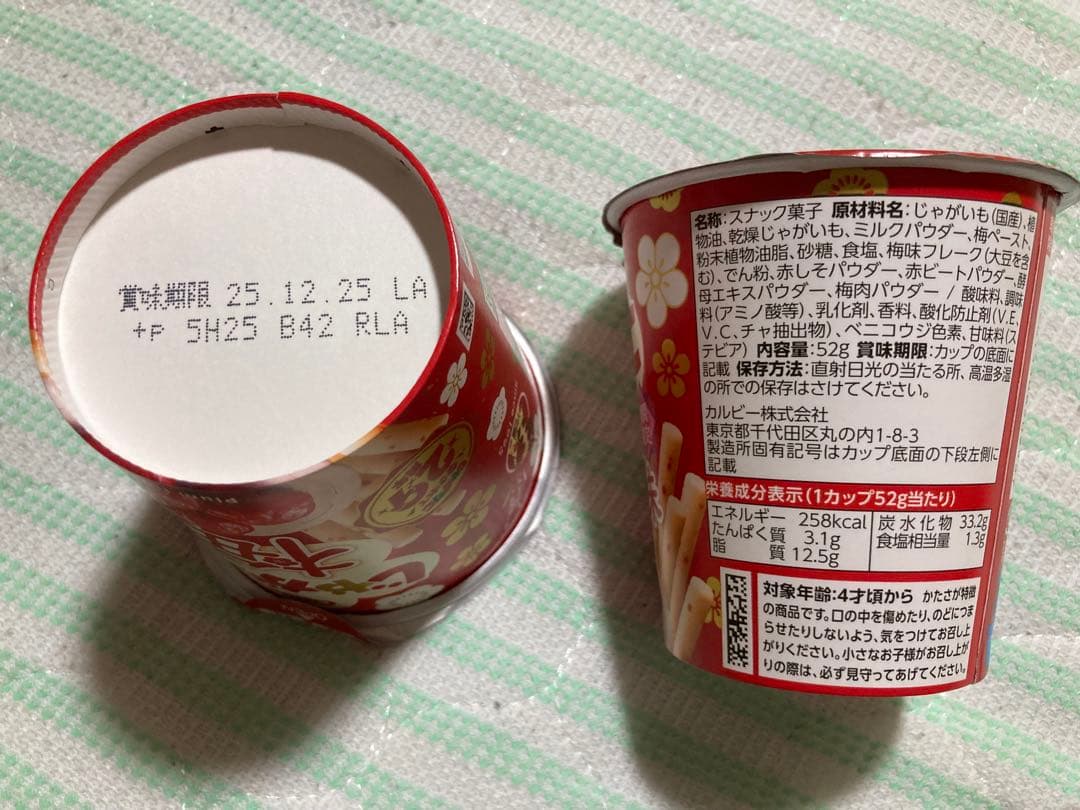 賞味期限 25.12.25 LA
+P 5H25 B42 RLA
名称:スナック菓子 原材料名:じゃがいも(国産)、植
物油、乾燥じゃがいも、ミルクパウダー、梅ペースト、
粉末植物油脂、砂糖、食塩、梅味フレーク(大豆を含
む)、でん粉、赤しそパウダー、赤ビートパウダー、酵
母エキスパウダー、梅肉パウダー / 酸味料、調味
料(アミノ酸等)、乳化剤、香料、酸化防止剤(V.E、
V.C、チャ抽出物)、ベニコウジ色素、甘味料(ス
テビア) 内容量:52g 賞味期限:カップの底面に
記載 保存方法:直射日光の当たる所、高温多湿
の所での保存はさけてください。
カルビー株式会社
東京都千代田区丸の内1-8-3
製造所固有記号はカップ底面の下段左側に
記載
栄養成分表示(1カップ52g当たり)
エネルギー 258kcal 炭水化物 33.2g
たんぱく質 3.1g 食塩相当量 1.3g
脂質 12.5g
対象年齢:4才頃から かたさが特徴
の商品です。口の中を傷めたり、のどにつま
らせたりしないよう、気をつけてお召し上
がりください。小さなお子様がお召し上が
りの際は、必ず見守ってあげてください。